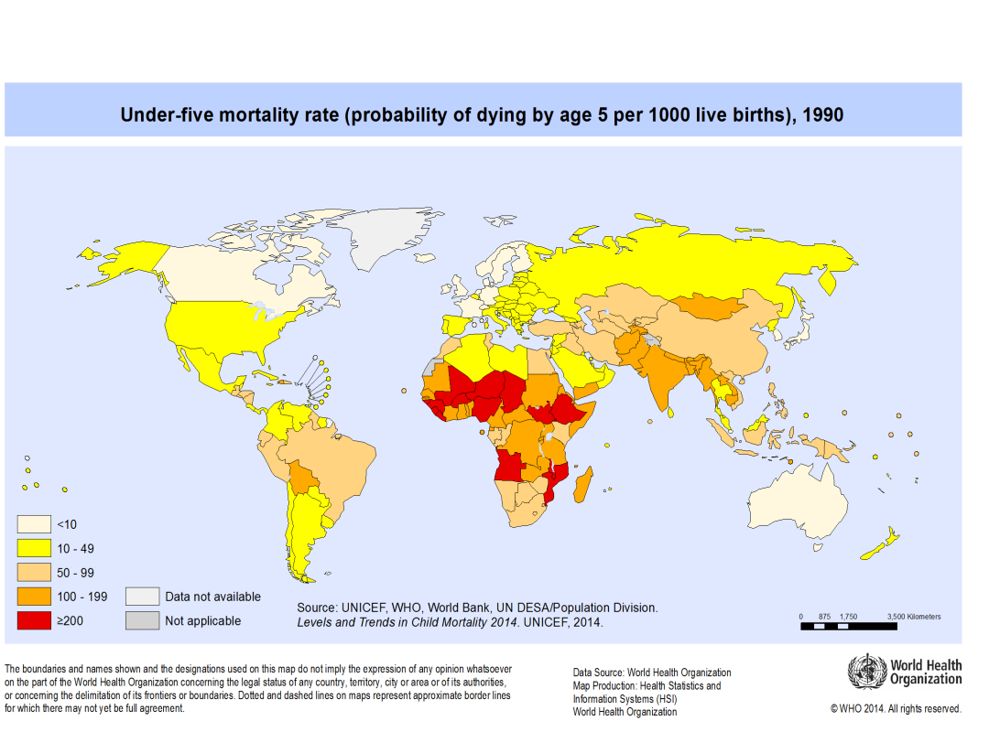 Under-five mortality rate (probability of dying by age 5 per 1000 live births), 1990
<10
10 - 49
50 - 99
100 - 199
≥200
Data not available
Not applicable
Source: UNICEF, WHO, World Bank, UN DESA/Population Division.
Levels and Trends in Child Mortality 2014. UNICEF, 2014.
0 875 1,750 3,500 Kilometers
The boundaries and names shown and the designations used on this map do not imply the expression of any opinion whatsoever
on the part of the World Health Organization concerning the legal status of any country, territory, city or area or of its authorities,
or concerning the delimitation of its frontiers or boundaries. Dotted and dashed lines on maps represent approximate border lines
for which there may not yet be full agreement.
Data Source: World Health Organization
Map Production: Health Statistics and
Information Systems (HSI)
World Health Organization
World Health
Organization
© WHO 2014. All rights reserved.